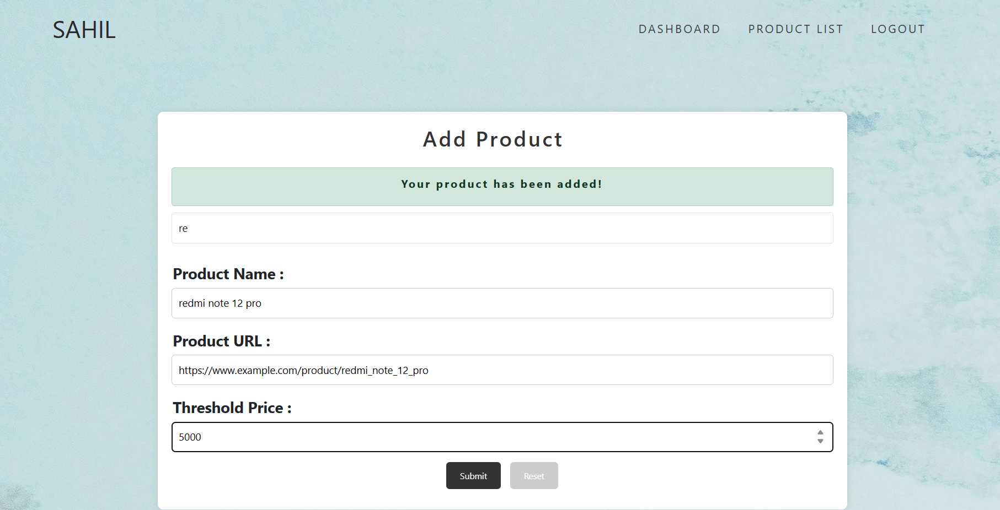 SAHIL
DASHBOARD PRODUCT LIST LOGOUT
Add Product
Your product has been added!
re
Product Name :
redmi note 12 pro
Product URL :
https://www.example.com/product/redmi_note_12_pro
Threshold Price :
5000
Submit Reset